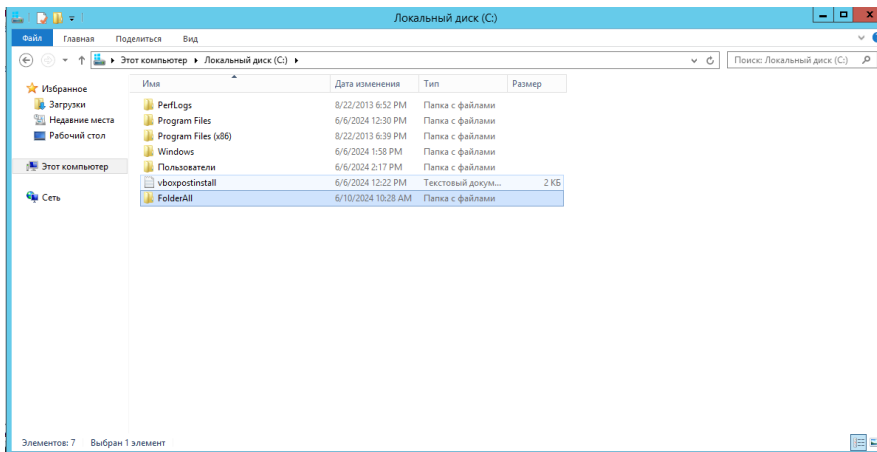 Локальный диск (C:)
Файл Главная Поделиться Вид
Этот компьютер Локальный диск (C:) Поиск: Локальный диск (C:)
Имя Дата изменения Тип Размер
Избранное
Загрузки
Недавние места
Рабочий стол
Этот компьютер
Сеть
PerfLogs 8/22/2013 6:52 PM Папка с файлами
Program Files 6/6/2024 12:30 PM Папка с файлами
Program Files (x86) 8/22/2013 6:39 PM Папка с файлами
Windows 6/6/2024 1:58 PM Папка с файлами
Пользователи 6/6/2024 2:17 PM Папка с файлами
vboxpostinstall 6/6/2024 12:22 PM Текстовый докум... 2 КБ
FolderAll 6/10/2024 10:28 AM Папка с файлами
Элементов: 7 Выбран 1 элемент